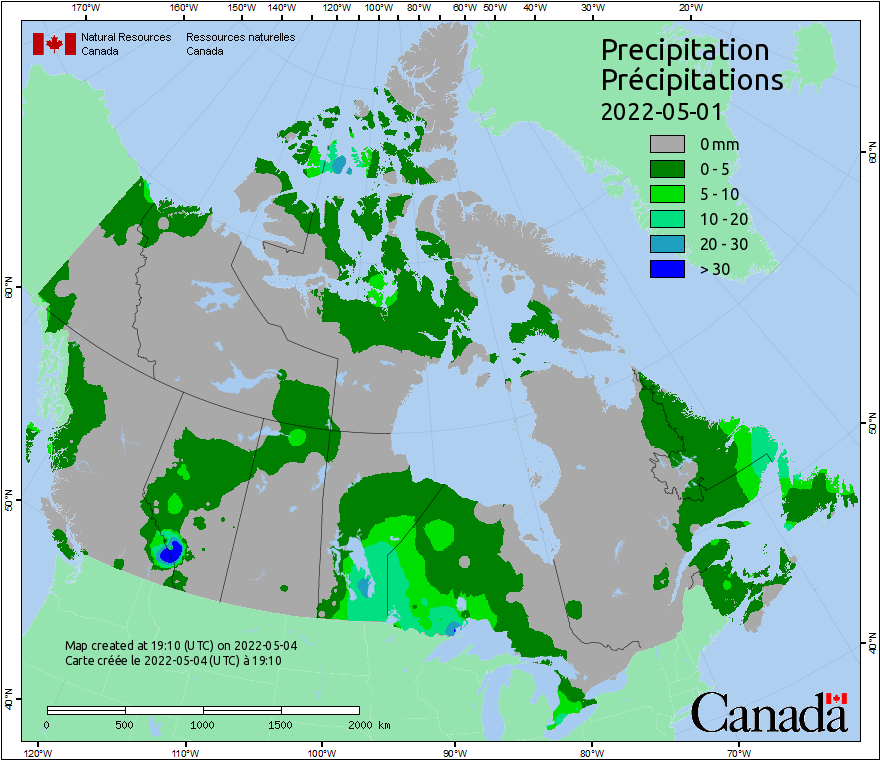 170°W 160°W 150°W 140°W 130°W 120°W 110°W 100°W 90°W 80°W 70°W 60°W 50°W 40°W 30°W 20°W
Natural Resources Canada
Ressources naturelles Canada
Precipitation
Précipitations
2022-05-01
0 mm
0 - 5
5 - 10
10 - 20
20 - 30
> 30
60°N
50°N
40°N
60°N
50°N
40°N
Map created at 19:10 (UTC) on 2022-05-04
Carte créée le 2022-05-04 (UTC) à 19:10
0 500 1000 1500 2000 km
Canada
120°W 110°W 100°W 90°W 80°W 70°W